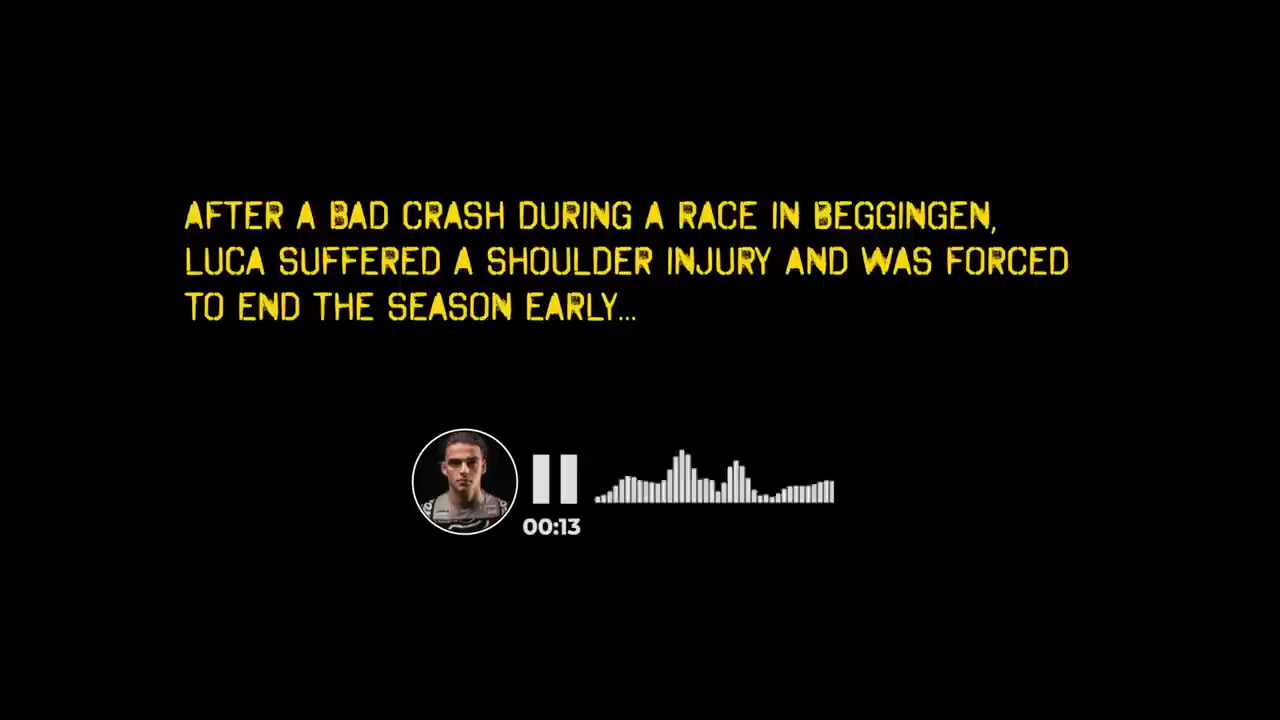 AFTER A BAD CRASH DURING A RACE IN BEGGINGEN,
LUCA SUFFERED A SHOULDER INJURY AND WAS FORCED
TO END THE SEASON EARLY...
00:13